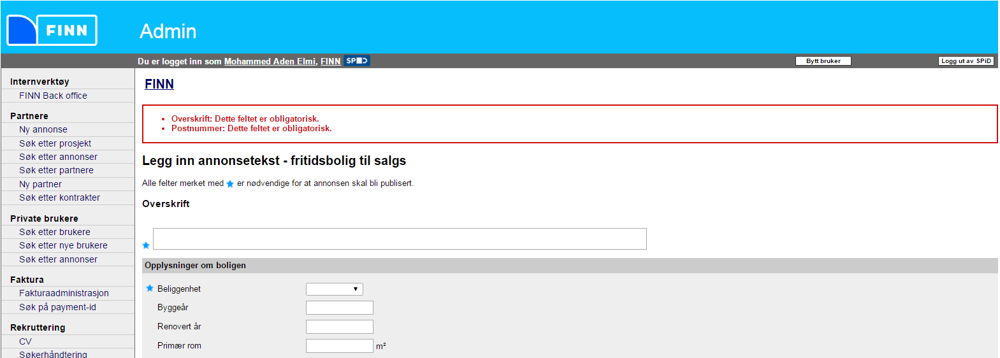 FINN
Admin
Du er logget inn som Mohammed Aden Elmi, FINN SPiD
Bytt bruker
Logg ut av SPiD
Internverktøy
FINN Back office
Partnere
Ny annonse
Søk etter prosjekt
Søk etter annonser
Søk etter partnere
Ny partner
Søk etter kontrakter
Private brukere
Søk etter brukere
Søk etter nye brukere
Søk etter annonser
Faktura
Fakturaadministrasjon
Søk på payment-id
Rekruttering
CV
Søkerhåndtering
FINN
Overskrift: Dette feltet er obligatorisk.
Postnummer: Dette feltet er obligatorisk.
Legg inn annonsetekst - fritidsbolig til salgs
Alle felter merket med er nødvendige for at annonsen skal bli publisert.
Overskrift
Opplysninger om boligen
Beliggenhet
Byggeår
Renovert år
Primær rom m²